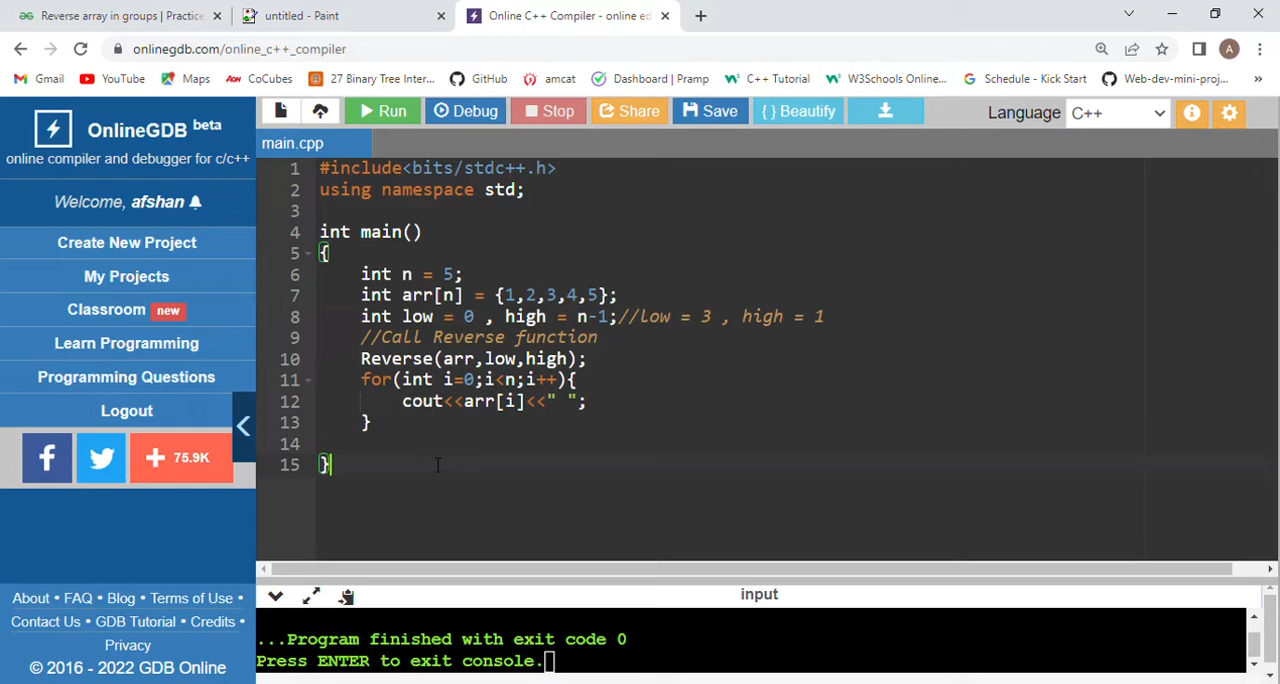 Reverse array in groups | Practice
untitled - Paint
Online C++ Compiler - online ed
onlinegdb.com/online_c++_compiler
A
Gmail
YouTube
Maps
CoCubes
27 Binary Tree Inter...
GitHub
amcat
Dashboard | Pramp
C++ Tutorial
W3Schools Online...
Schedule - Kick Start
Web-dev-mini-proj...
»
OnlineGDB beta
online compiler and debugger for c/c++
Welcome, afshan
Create New Project
My Projects
Classroom new
Learn Programming
Programming Questions
Logout
75.9K
About • FAQ • Blog • Terms of Use •
Contact Us • GDB Tutorial • Credits •
Privacy
© 2016 - 2022 GDB Online
Run
Debug
Stop
Share
Save
{ } Beautify
Language C++
main.cpp
1 #include<bits/stdc++.h>
2 using namespace std;
3
4 int main()
5 {
6 int n = 5;
7 int arr[n] = {1,2,3,4,5};
8 int low = 0 , high = n-1;//low = 3 , high = 1
9 //Call Reverse function
10 Reverse(arr,low,high);
11 for(int i=0;i<n;i++){
12 cout<<arr[i]<<" ";
13 }
14
15 }
input
...Program finished with exit code 0
Press ENTER to exit console.